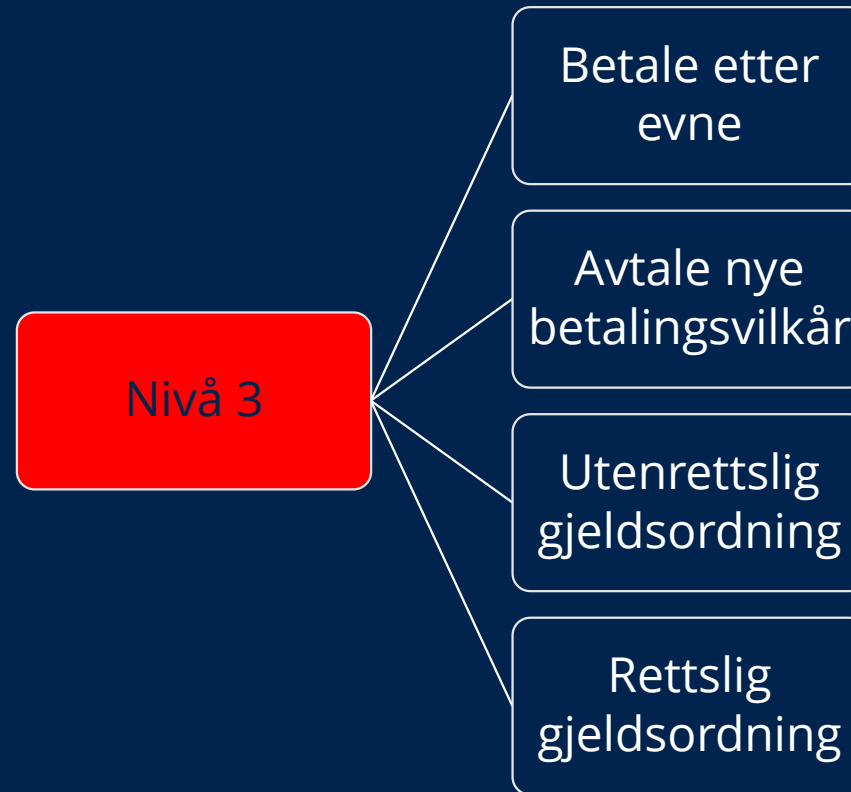 Betale etter
evne
Avtale nye
betalingsvilkår
Nivå 3
Utenrettslig
gjeldsordning
Rettslig
gjeldsordning